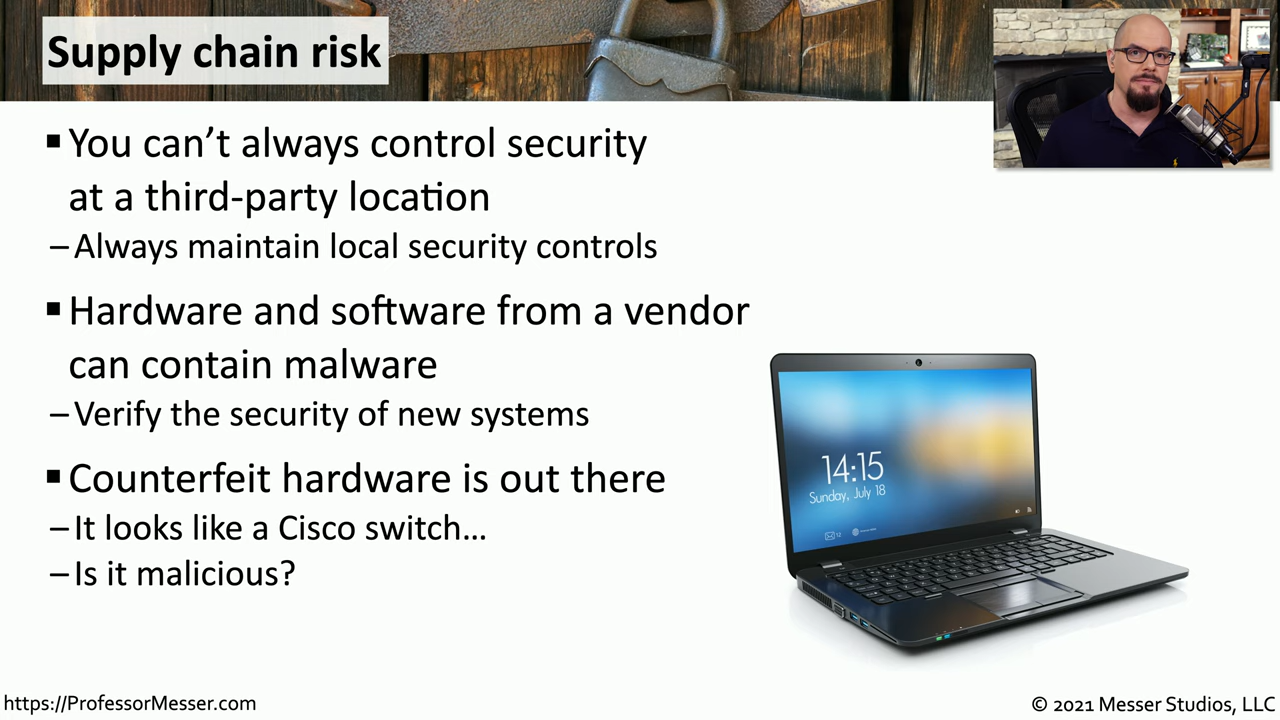 Supply chain risk
▪ You can't always control security
at a third-party location
– Always maintain local security controls
▪ Hardware and software from a vendor
can contain malware
– Verify the security of new systems
▪ Counterfeit hardware is out there
– It looks like a Cisco switch...
– Is it malicious?
14:15
Sunday, July 18
12
https://ProfessorMesser.com
© 2021 Messer Studios, LLC